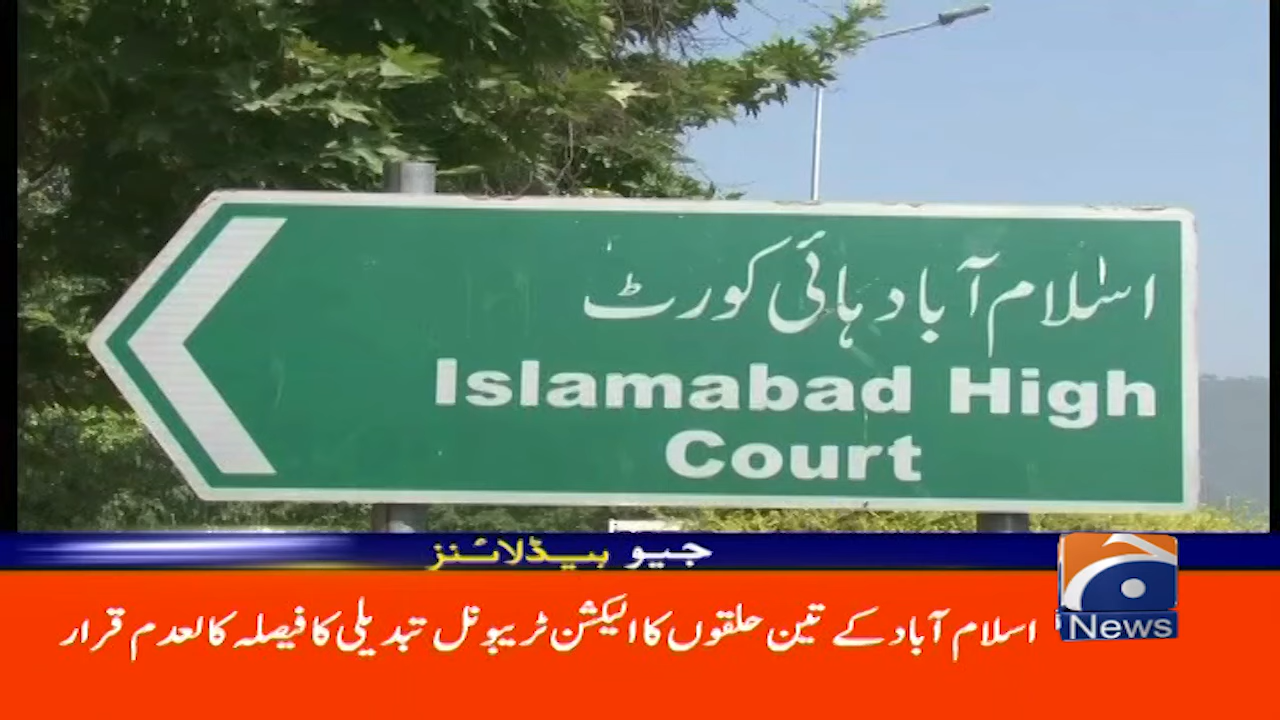 اسلام آباد ہائی کورٹ
Islamabad High
Court
جیو ہیڈلائنز
اسلام آباد کے تین حلقوں کا الیکشن ٹریبونل تبدیلی کا فیصلہ کالعدم قرار
News